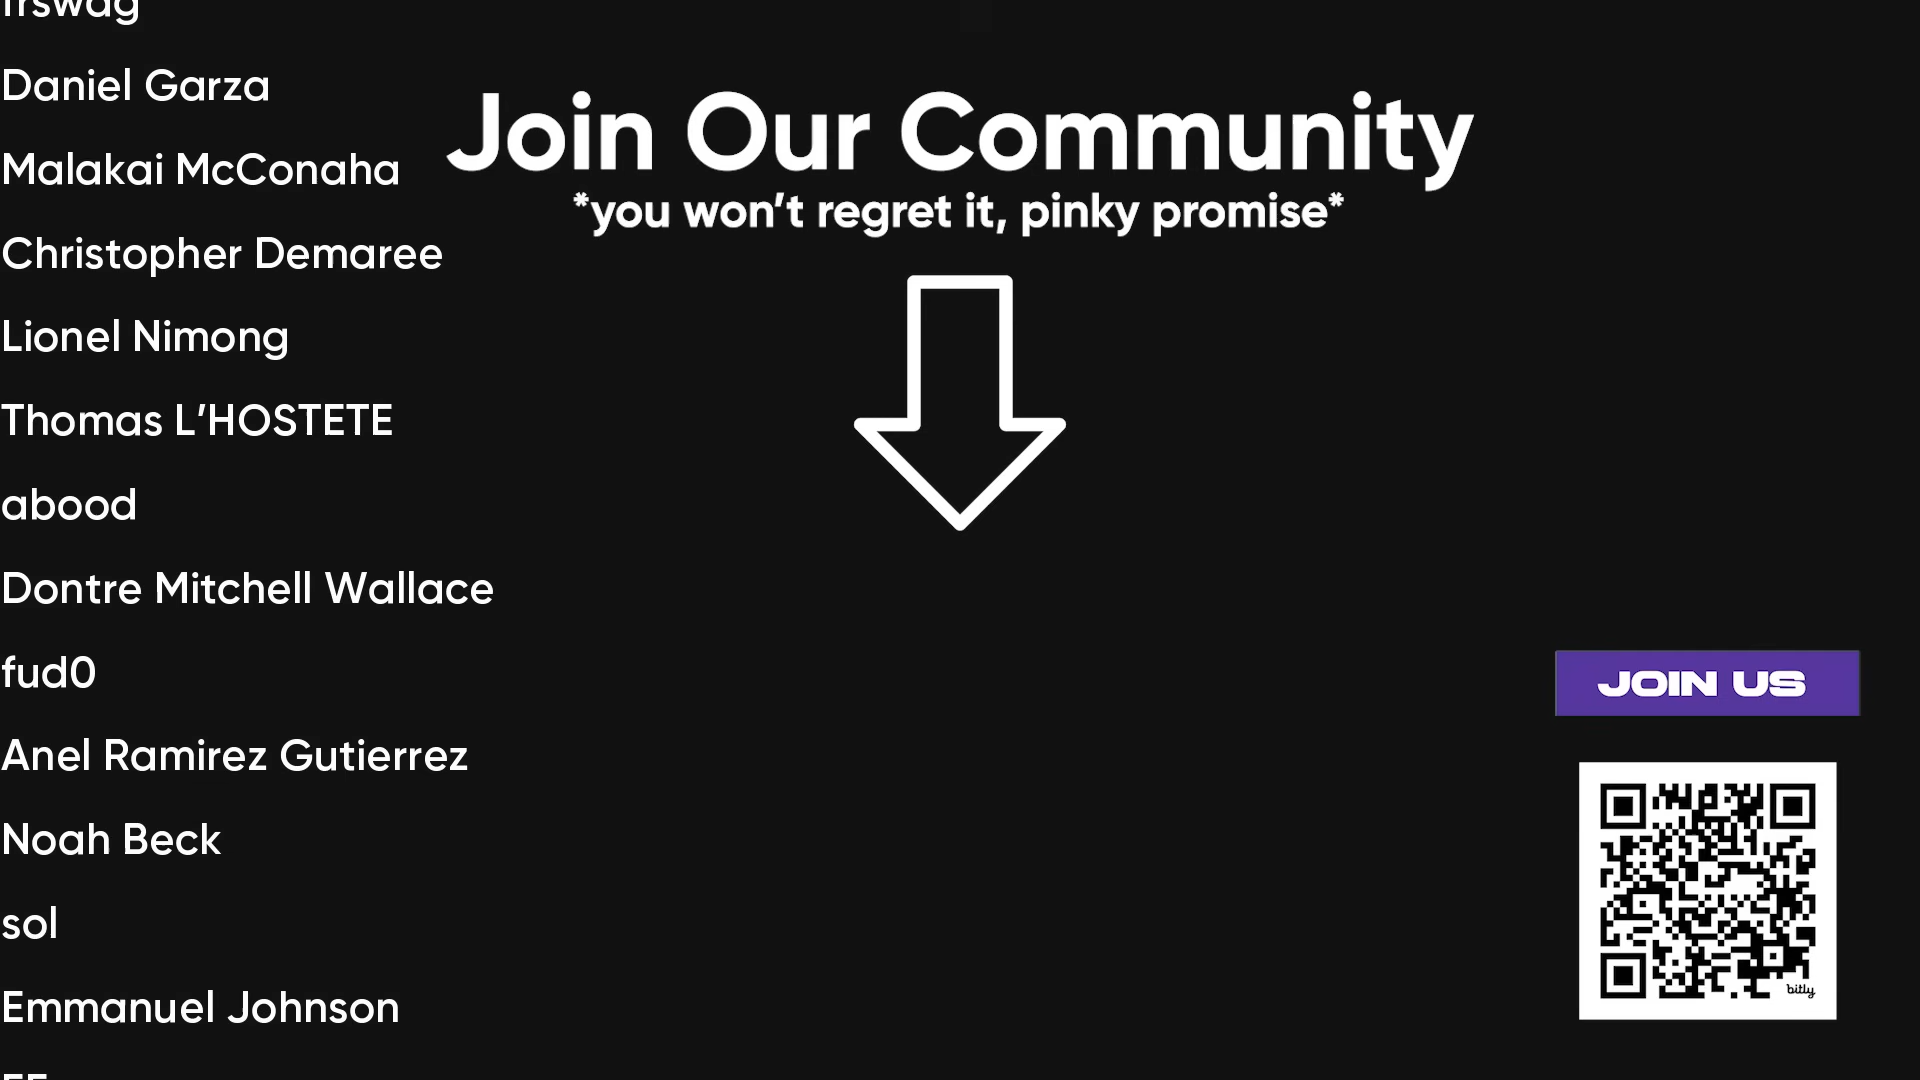 frswag
Daniel Garza
Malakai McConaha
Christopher Demaree
Lionel Nimong
Thomas L’HOSTETE
abood
Dontre Mitchell Wallace
fud0
Anel Ramirez Gutierrez
Noah Beck
sol
Emmanuel Johnson
Join Our Community
*you won’t regret it, pinky promise*
JOIN US
bitly